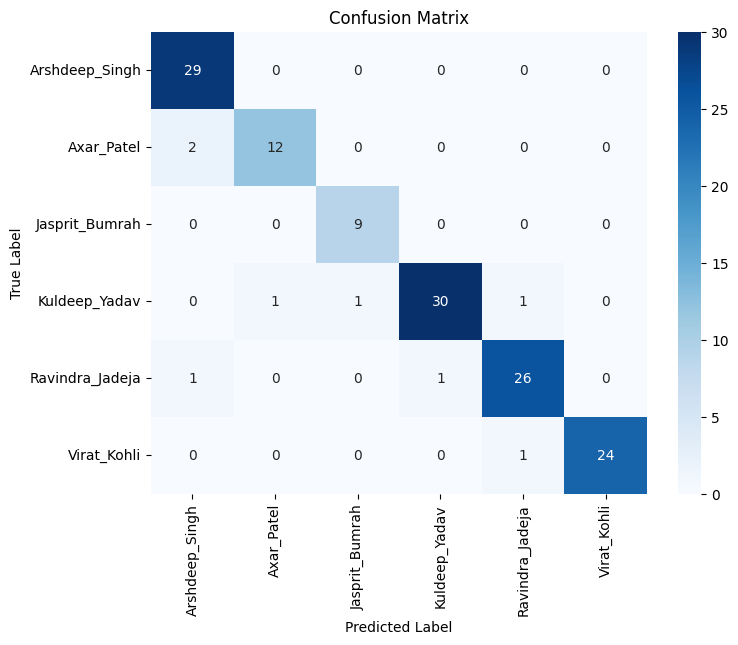 Confusion Matrix
Arshdeep_Singh 29 0 0 0 0 0
Axar_Patel 2 12 0 0 0 0
Jasprit_Bumrah 0 0 9 0 0 0
Kuldeep_Yadav 0 1 1 30 1 0
Ravindra_Jadeja 1 0 0 1 26 0
Virat_Kohli 0 0 0 0 1 24
True Label
Arshdeep_Singh
Axar_Patel
Jasprit_Bumrah
Kuldeep_Yadav
Ravindra_Jadeja
Virat_Kohli
Predicted Label
30
25
20
15
10
5
0